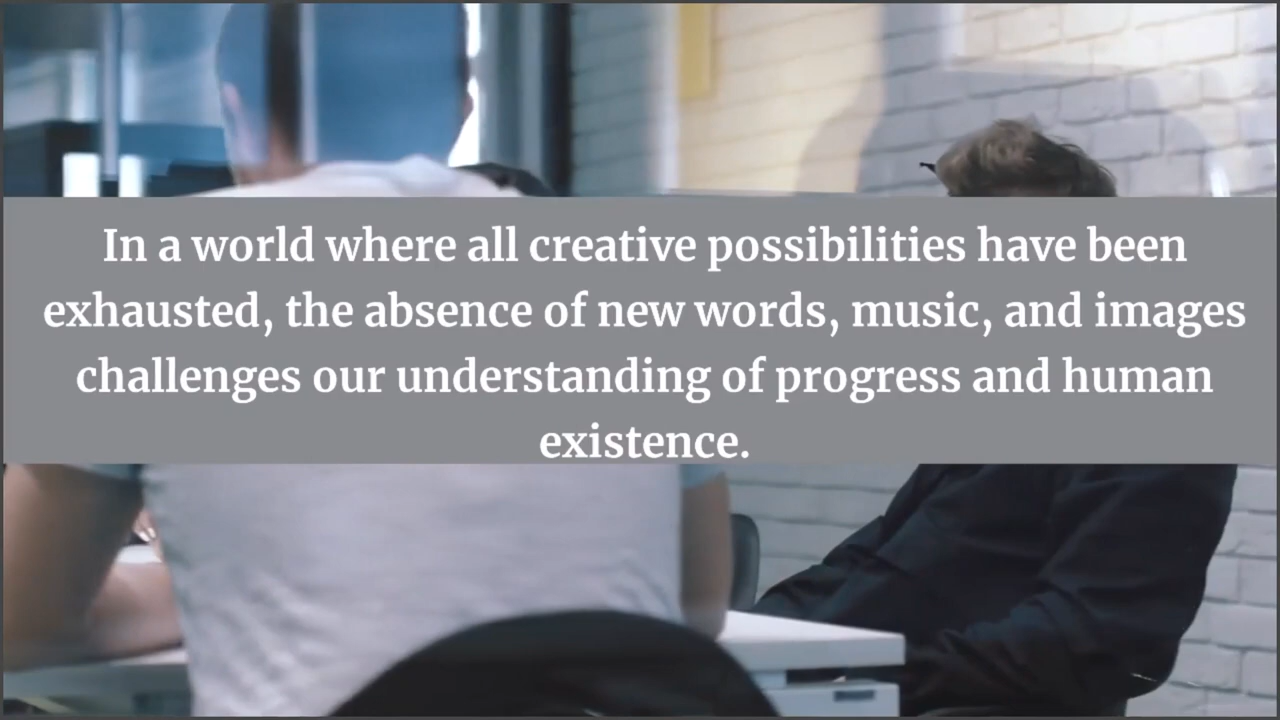 In a world where all creative possibilities have been
exhausted, the absence of new words, music, and images
challenges our understanding of progress and human
existence.